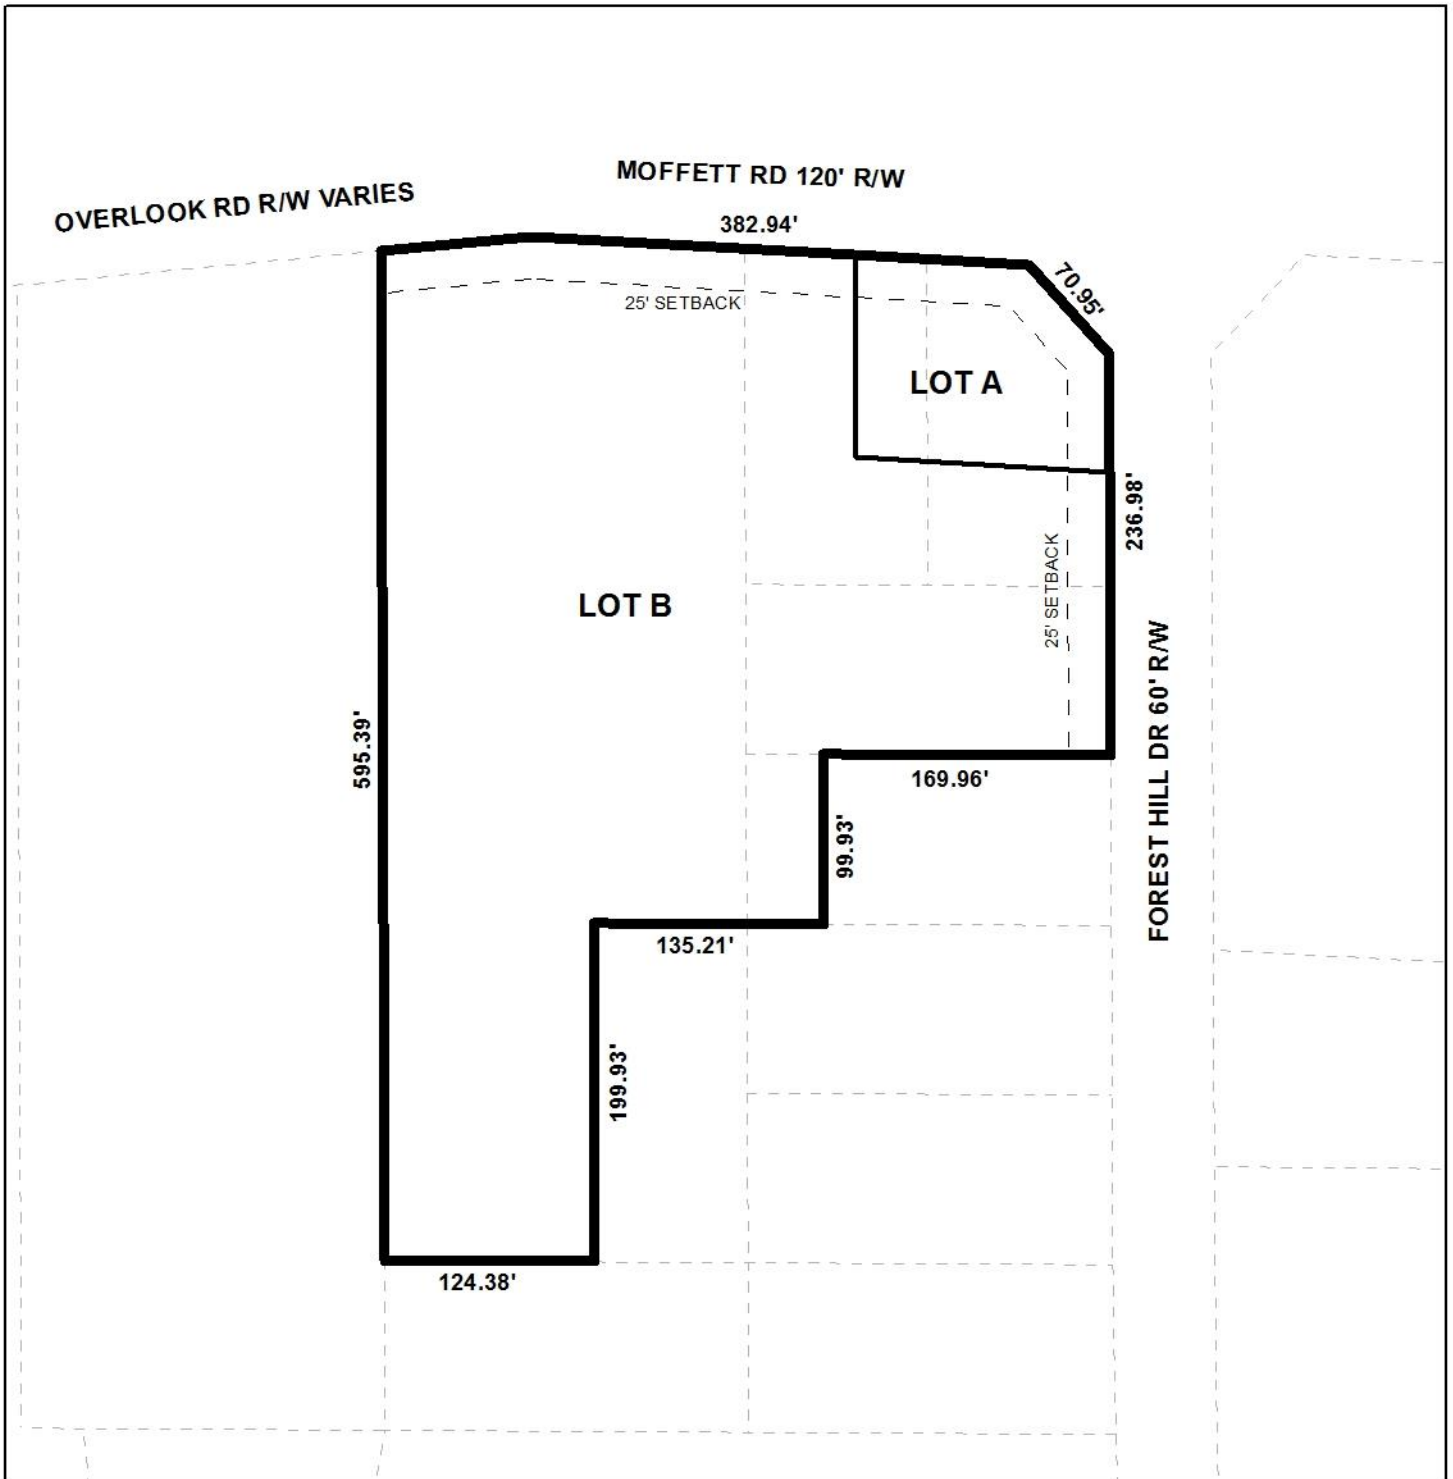 MOFFETT RD 120' R/W
OVERLOOK RD R/W VARIES
382.94'
70.95'
25' SETBACK
LOT A
236.98'
25' SETBACK
LOT B
FOREST HILL DR 60' R/W
595.39'
169.96'
99.93'
135.21'
199.93'
124.38'